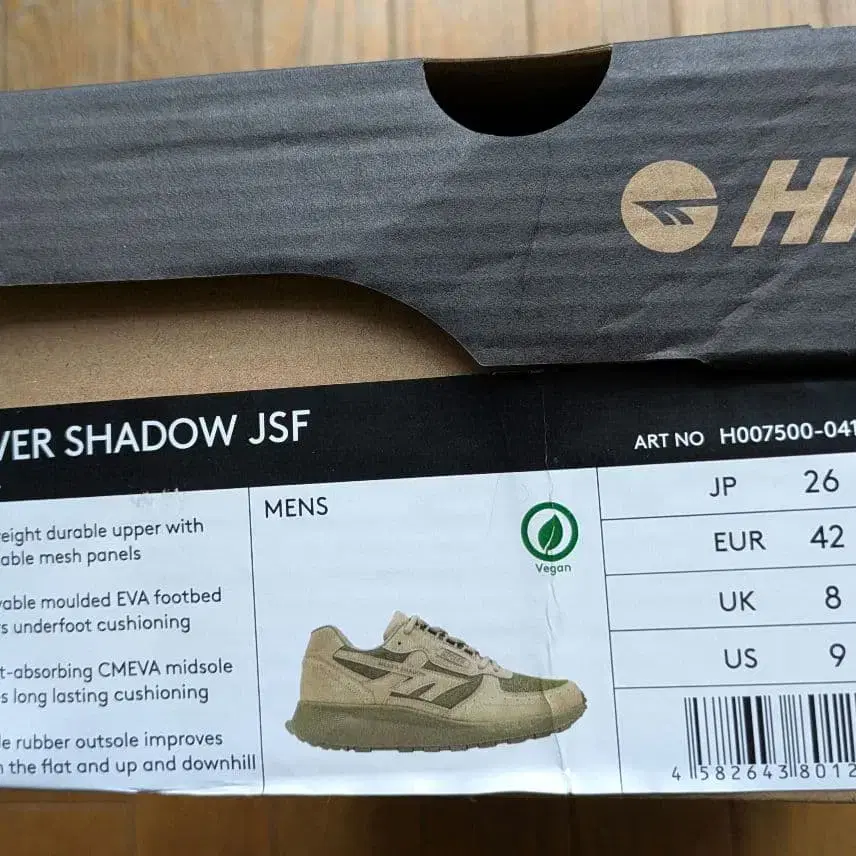 HI
VER SHADOW JSF
ART NO H007500-041
eight durable upper with
able mesh panels
vable moulded EVA footbed
s underfoot cushioning
t-absorbing CMEVA midsole
s long lasting cushioning
le rubber outsole improves
the flat and up and downhill
MENS
Vegan
JP 26
EUR 42
UK 8
US 9
4 582643 8012